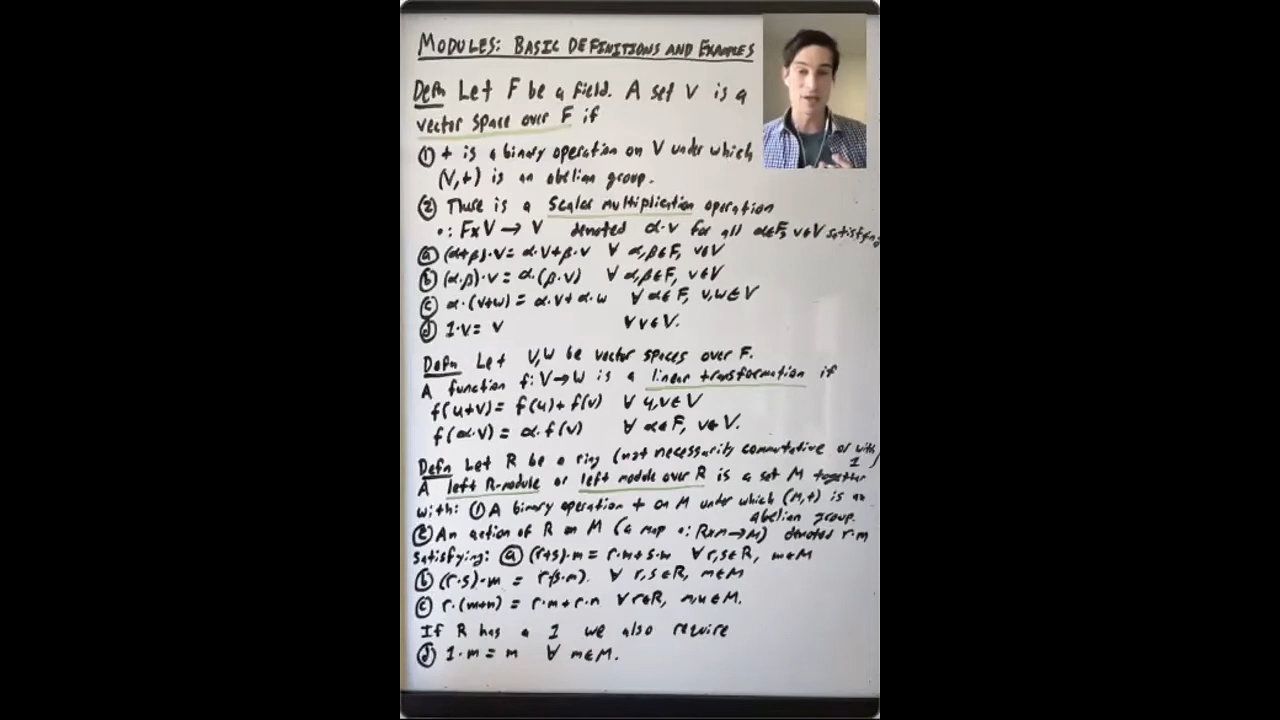 MODULES: BASIC DEFINITIONS AND EXAMPLES
Defn Let F be a field. A set V is a
vector space over F if
① + is a binary operation on V under which
(V,+) is an abelian group.
② There is a scalar multiplication operation
·: F×V → V denoted α·v for all α∈F, v∈V satisfying
ⓐ (α+β)·v = α·v+β·v ∀ α,β∈F, v∈V
ⓑ (α·β)·v = α·(β·v) ∀ α,β∈F, v∈V
ⓒ α·(v+w) = α·v+α·w ∀ α∈F, v,w∈V
ⓓ 1·v = v ∀ v∈V.
Defn Let V,W be vector spaces over F.
A function f: V→W is a linear transformation if
f(u+v) = f(u)+f(v) ∀ u,v∈V
f(α·v) = α·f(v) ∀ α∈F, v∈V.
Defn Let R be a ring (not necessarily commutative or with 1)
A left R-module or left module over R is a set M together
with: ① A binary operation + on M under which (M,+) is an
abelian group.
② An action of R on M (a map ·: R×M→M) denoted r·m
satisfying: ⓐ (r+s)·m = r·m+s·m ∀ r,s∈R, m∈M
ⓑ (r·s)·m = r(s·m). ∀ r,s∈R, m∈M
ⓒ r·(m+n) = r·m+r·n ∀ r∈R, m,n∈M.
If R has a 1 we also require
ⓓ 1·m = m ∀ m∈M.